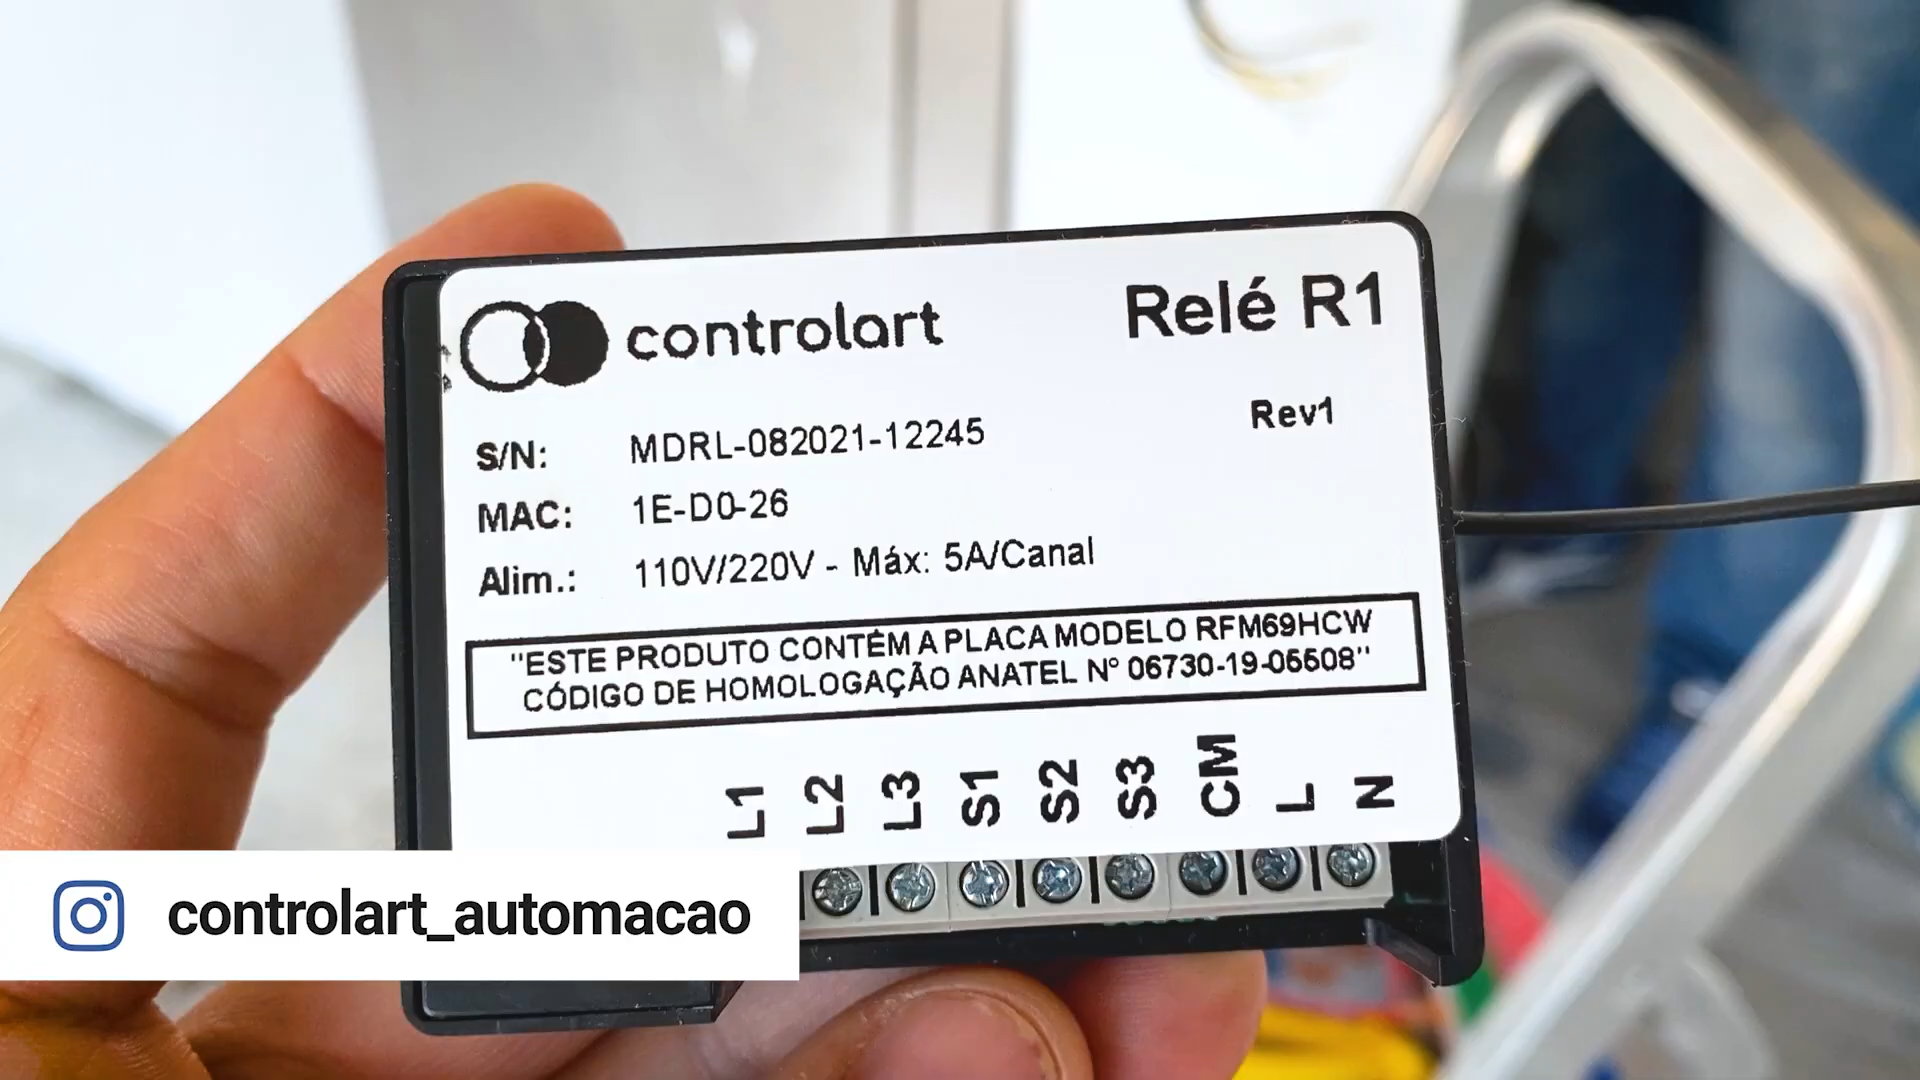 controlart
Relé R1
Rev1
S/N: MDRL-082021-12245
MAC: 1E-D0-26
Alim.: 110V/220V - Máx: 5A/Canal
"ESTE PRODUTO CONTÉM A PLACA MODELO RFM69HCW
CÓDIGO DE HOMOLOGAÇÃO ANATEL Nº 06730-19-05508"
L1 L2 L3 S1 S2 S3 CM L N
controlart_automacao